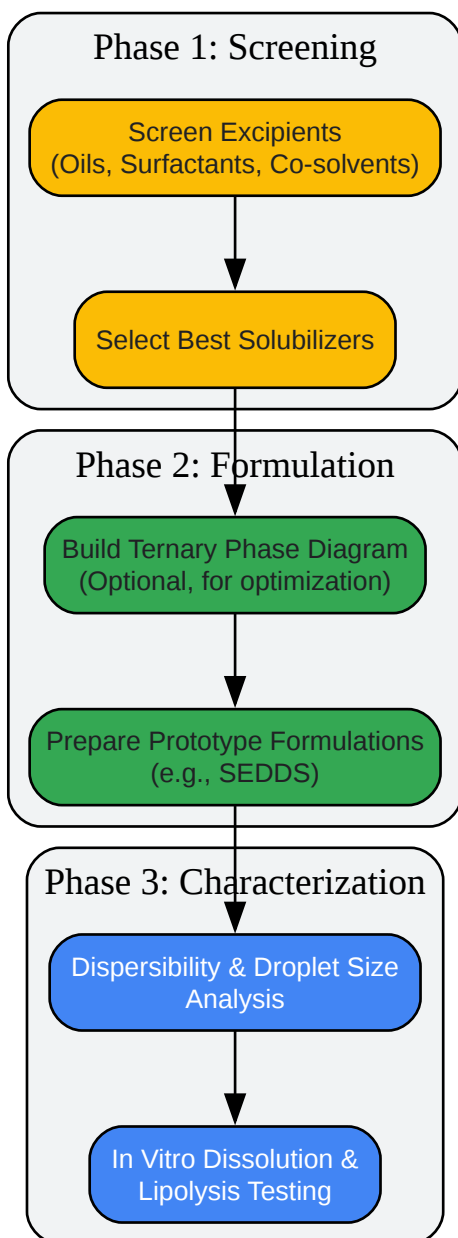 Phase 1: Screening
Screen Excipients
(Oils, Surfactants, Co-solvents)
Select Best Solubilizers
Phase 2: Formulation
Build Ternary Phase Diagram
(Optional, for optimization)
Prepare Prototype Formulations
(e.g., SEDDS)
Phase 3: Characterization
Dispersibility & Droplet Size
Analysis
In Vitro Dissolution &
Lipolysis Testing